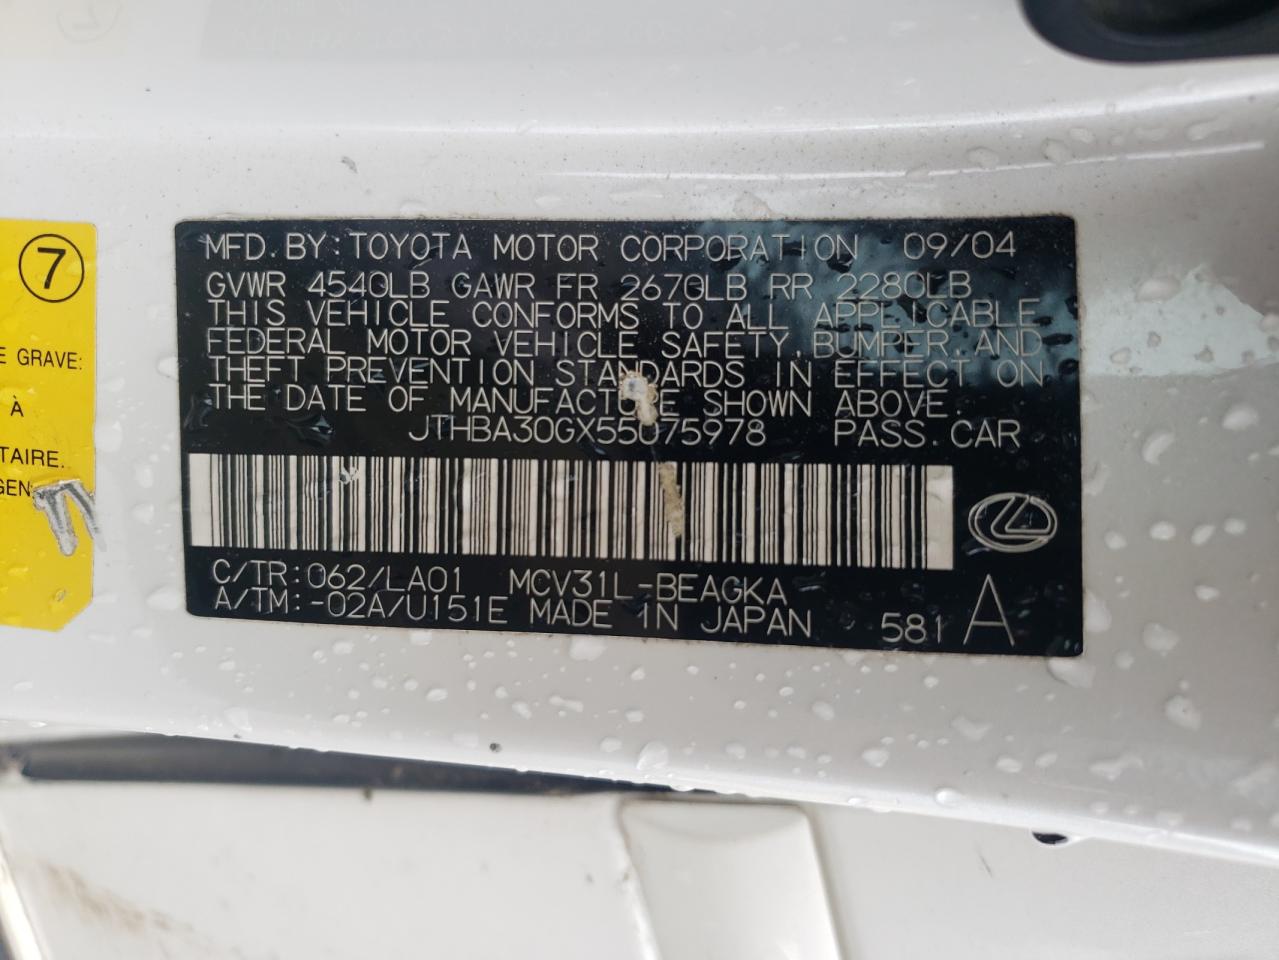 7
E GRAVE:
À
TAIRE.
GEN:
MFD. BY: TOYOTA MOTOR CORPORATION 09/04
GVWR 4540LB GAWR FR 2670LB RR 2280LB
THIS VEHICLE CONFORMS TO ALL APPLICABLE
FEDERAL MOTOR VEHICLE SAFETY, BUMPER, AND
THEFT PREVENTION STANDARDS IN EFFECT ON
THE DATE OF MANUFACTURE SHOWN ABOVE.
JTHBA30GX55075978 PASS. CAR
C/TR: 062/LA01 MCV31L-BEAGKA
A/TM: -02A/U151E MADE IN JAPAN 581 A